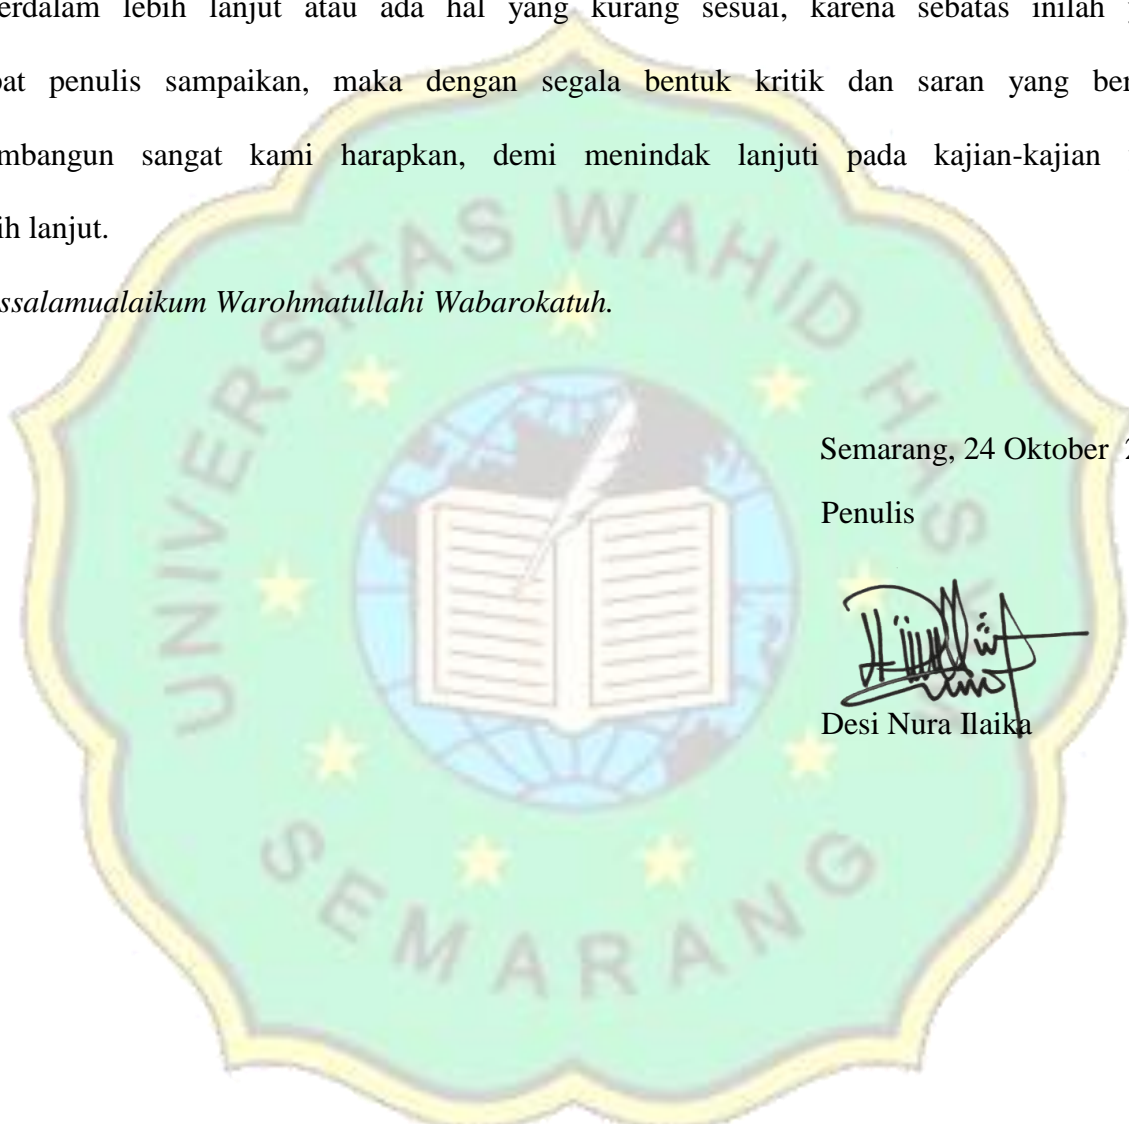 erdalam lebih lanjut atau ada hal yang kurang sesuai, karena sebatas inilah
pat penulis sampaikan, maka dengan segala bentuk kritik dan saran yang ber
mbangun sangat kami harapkan, demi menindak lanjuti pada kajian-kajian
ih lanjut.
ssalamualaikum Warohmatullahi Wabarokatuh.
UNIVERSITAS WAHID HASYIM
SEMARANG
Semarang, 24 Oktober 2
Penulis
Desi Nura Ilaika